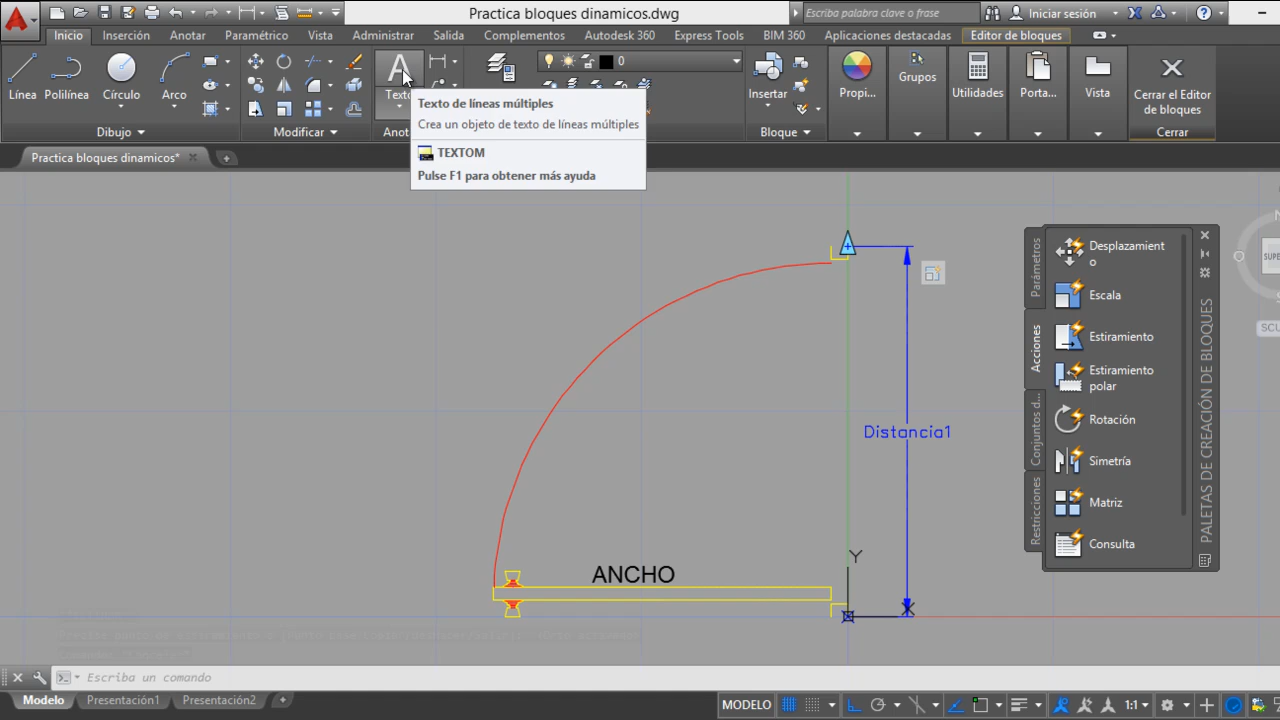 Practica bloques dinamicos.dwg
Escriba palabra clave o frase
Iniciar sesión
Inicio
Inserción
Anotar
Paramétrico
Vista
Administrar
Salida
Complementos
Autodesk 360
Express Tools
BIM 360
Aplicaciones destacadas
Editor de bloques
Línea
Polilínea
Círculo
Arco
Texto
0
Insertar
Propi...
Grupos
Utilidades
Porta...
Vista
Cerrar el Editor
de bloques
Dibujo
Modificar
Anot
Bloque
Cerrar
Texto de líneas múltiples
Crea un objeto de texto de líneas múltiples
TEXTOM
Pulse F1 para obtener más ayuda
Practica bloques dinamicos*
Distancia1
ANCHO
Y
X
Parámetros
Acciones
Conjuntos d...
Restricciones
Desplazamient
o
Escala
Estiramiento
Estiramiento
polar
Rotación
Simetría
Matriz
Consulta
PALETAS DE CREACIÓN DE BLOQUES
N
SUPE
SCU
Escriba un comando
Modelo
Presentación1
Presentación2
MODELO
1:1